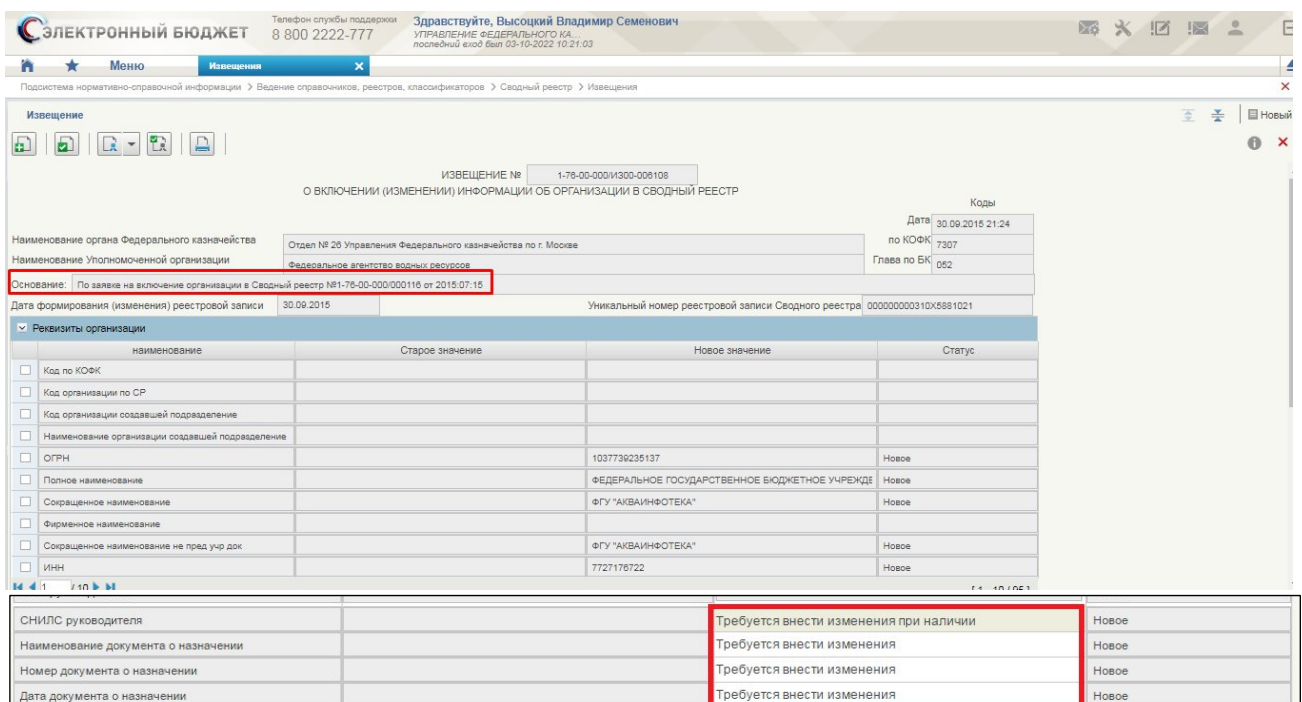 ЭЛЕКТРОННЫЙ БЮДЖЕТ
Телефон службы поддержки
8 800 2222-777
Здравствуйте, Высоцкий Владимир Семенович
УПРАВЛЕНИЕ ФЕДЕРАЛЬНОГО КА...
последний вход был 03-10-2022 10:21:03
Меню Извещения
Подсистема нормативно-справочной информации > Ведение справочников, реестров, классификаторов > Сводный реестр > Извещения
Извещение Новый
ИЗВЕЩЕНИЕ № 1-76-00-000/И300-006108
О ВКЛЮЧЕНИИ (ИЗМЕНЕНИИ) ИНФОРМАЦИИ ОБ ОРГАНИЗАЦИИ В СВОДНЫЙ РЕЕСТР
Коды
Дата 30.09.2015 21:24
Наименование органа Федерального казначейства Отдел № 26 Управления Федерального казначейства по г. Москве по КОФК 7307
Наименование Уполномоченной организации Федеральное агентство водных ресурсов Глава по БК 052
Основание: По заявке на включение организации в Сводный реестр №1-76-00-000/000116 от 2015:07:15
Дата формирования (изменения) реестровой записи 30.09.2015 Уникальный номер реестровой записи Сводного реестра 000000000310X5881021
Реквизиты организации
наименование Старое значение Новое значение Статус
Код по КОФК
Код организации по СР
Код организации создавшей подразделение
Наименование организации создавшей подразделение
ОГРН 1037739235137 Новое
Полное наименование ФЕДЕРАЛЬНОЕ ГОСУДАРСТВЕННОЕ БЮДЖЕТНОЕ УЧРЕЖДЕ Новое
Сокращенное наименование ФГУ "АКВАИНФОТЕКА" Новое
Фирменное наименование
Сокращенное наименование не пред учр док ФГУ "АКВАИНФОТЕКА" Новое
ИНН 7727176722 Новое
1 / 10
СНИЛС руководителя Требуется внести изменения при наличии Новое
Наименование документа о назначении Требуется внести изменения Новое
Номер документа о назначении Требуется внести изменения Новое
Дата документа о назначении Требуется внести изменения Новое